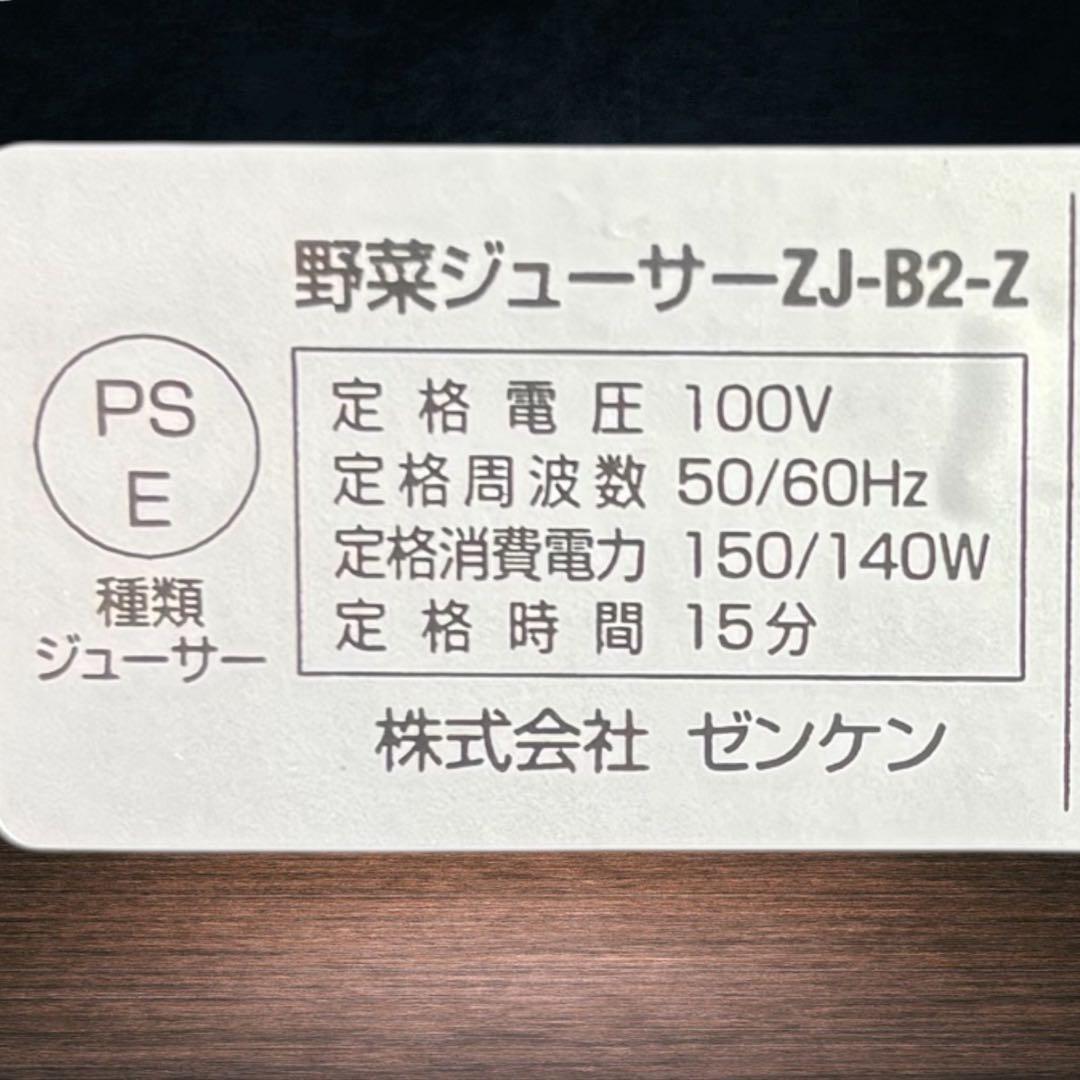 野菜ジューサーZJ-B2-Z
PS
E
種類
ジューサー
定格電圧 100V
定格周波数 50/60Hz
定格消費電力 150/140W
定格時間 15分
株式会社 ゼンケン